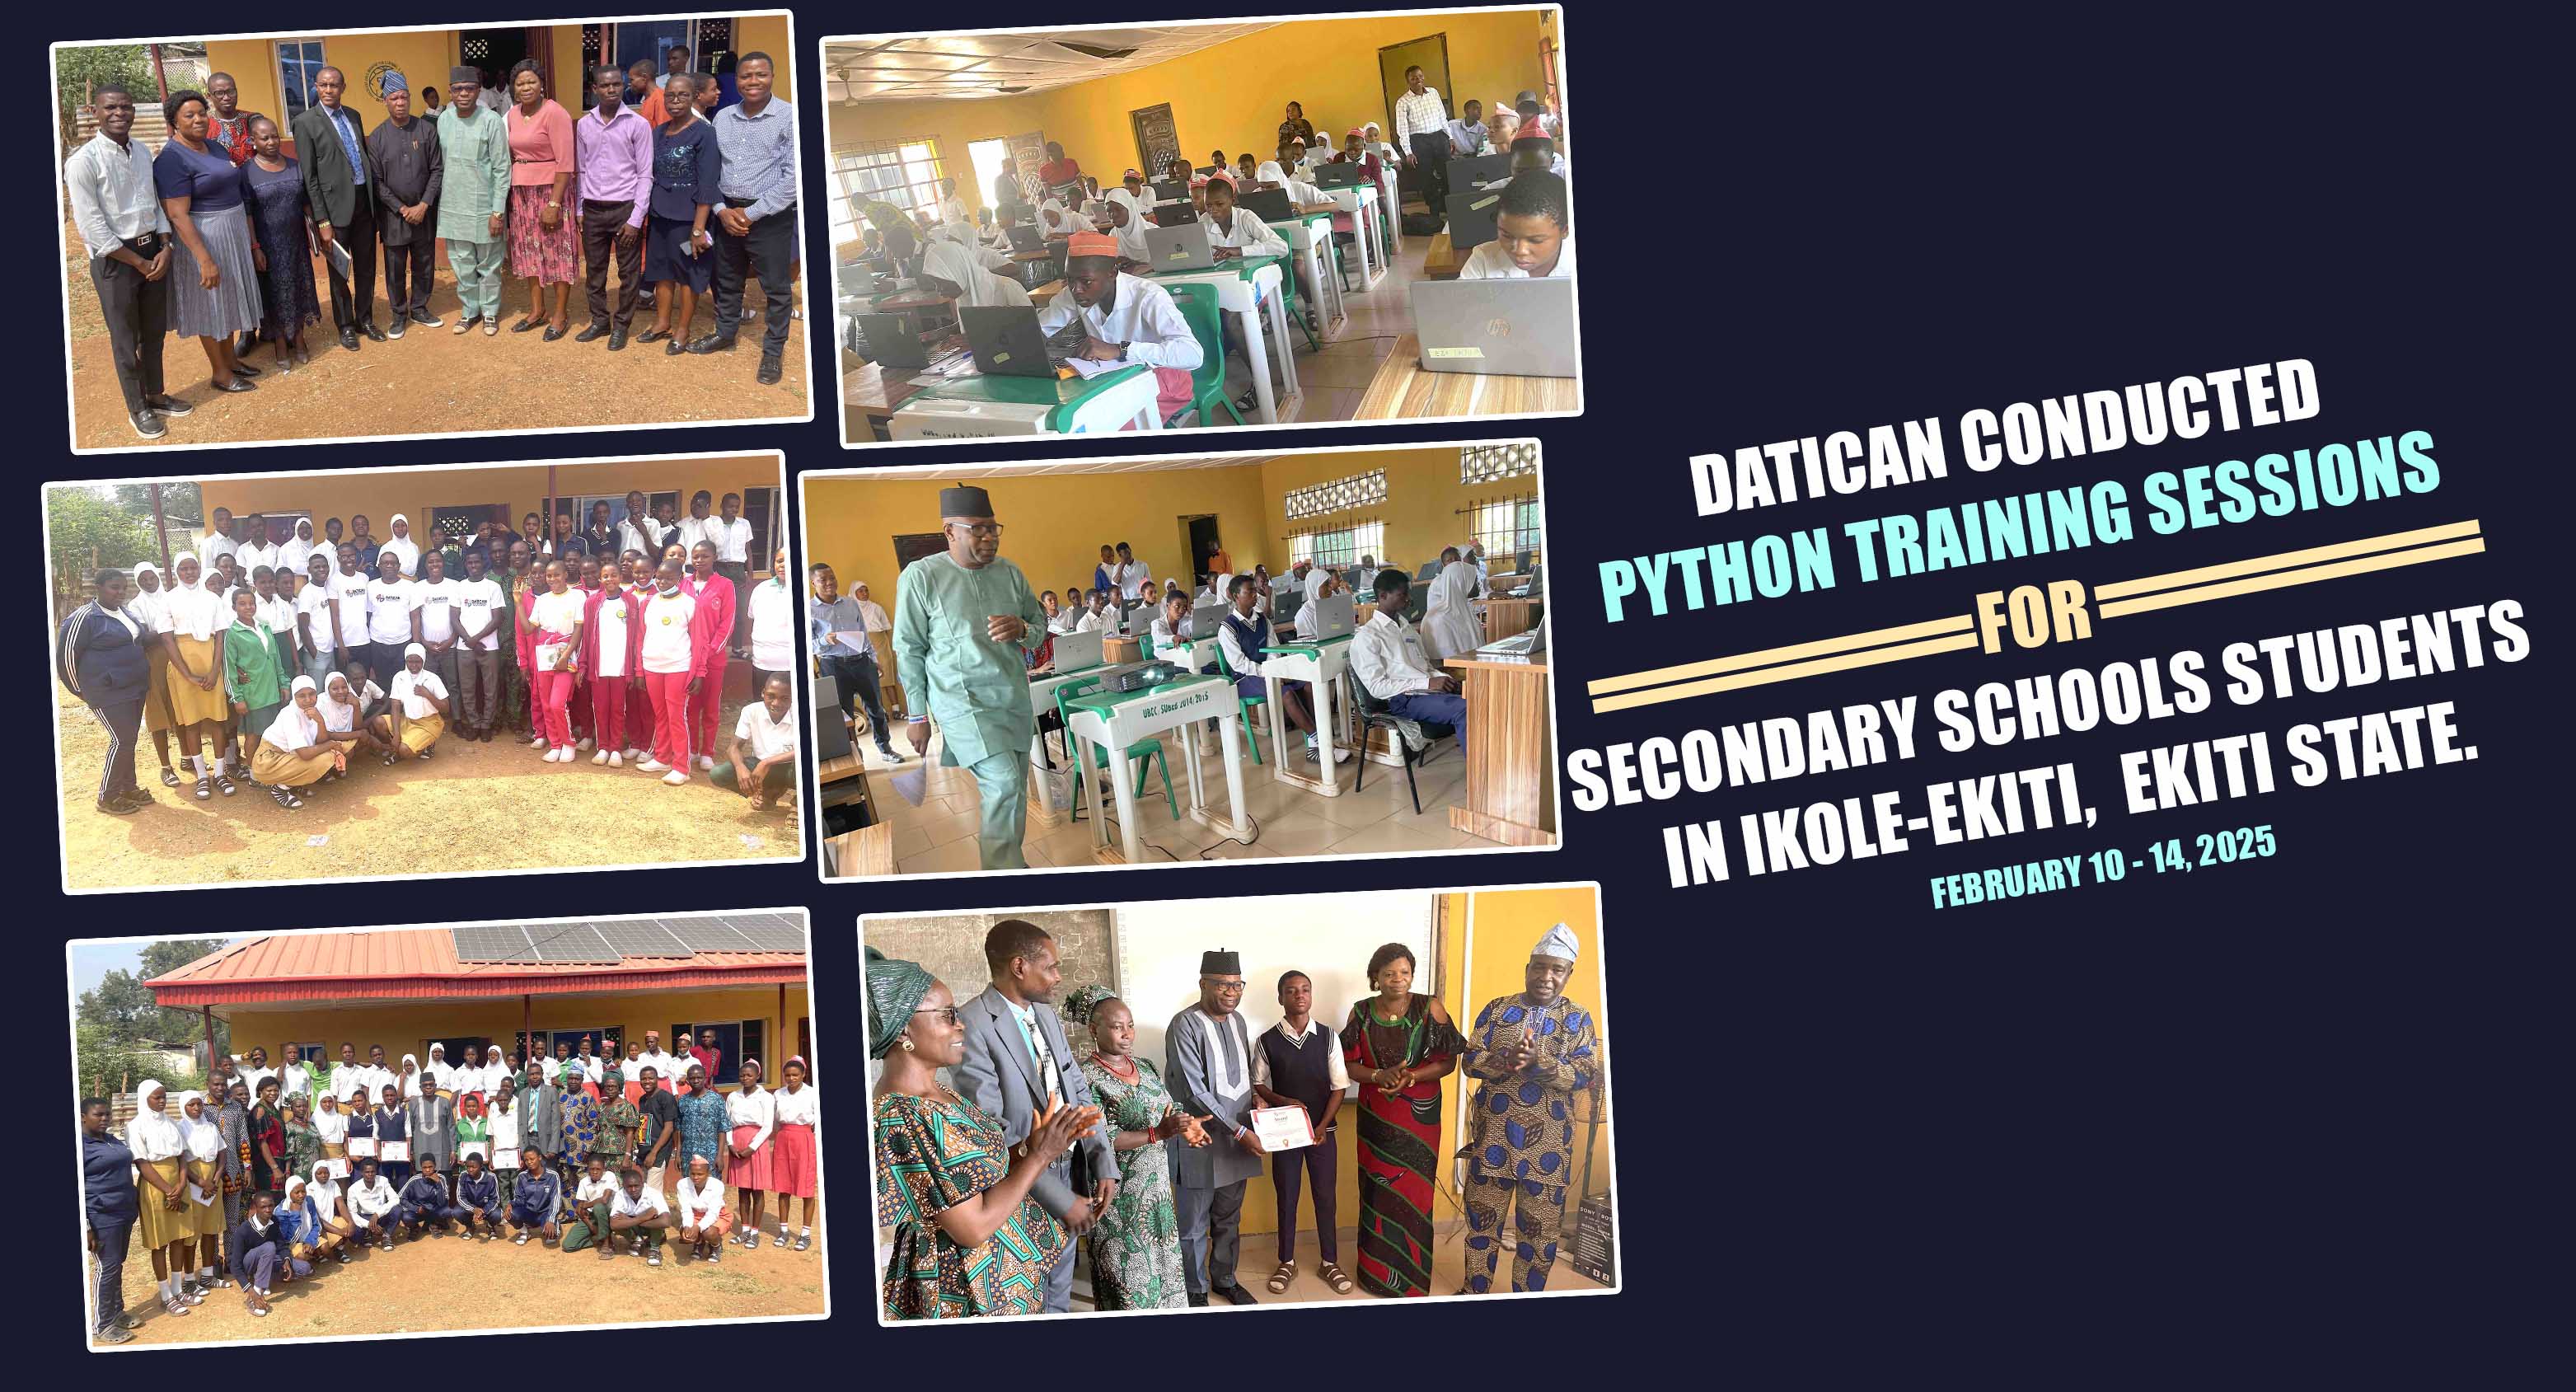 DATICAN CONDUCTED
PYTHON TRAINING SESSIONS
FOR
SECONDARY SCHOOLS STUDENTS
IN IKOLE-EKITI, EKITI STATE.
FEBRUARY 10 - 14, 2025
UBEC/SUBEB 2014/2015
DATICAN